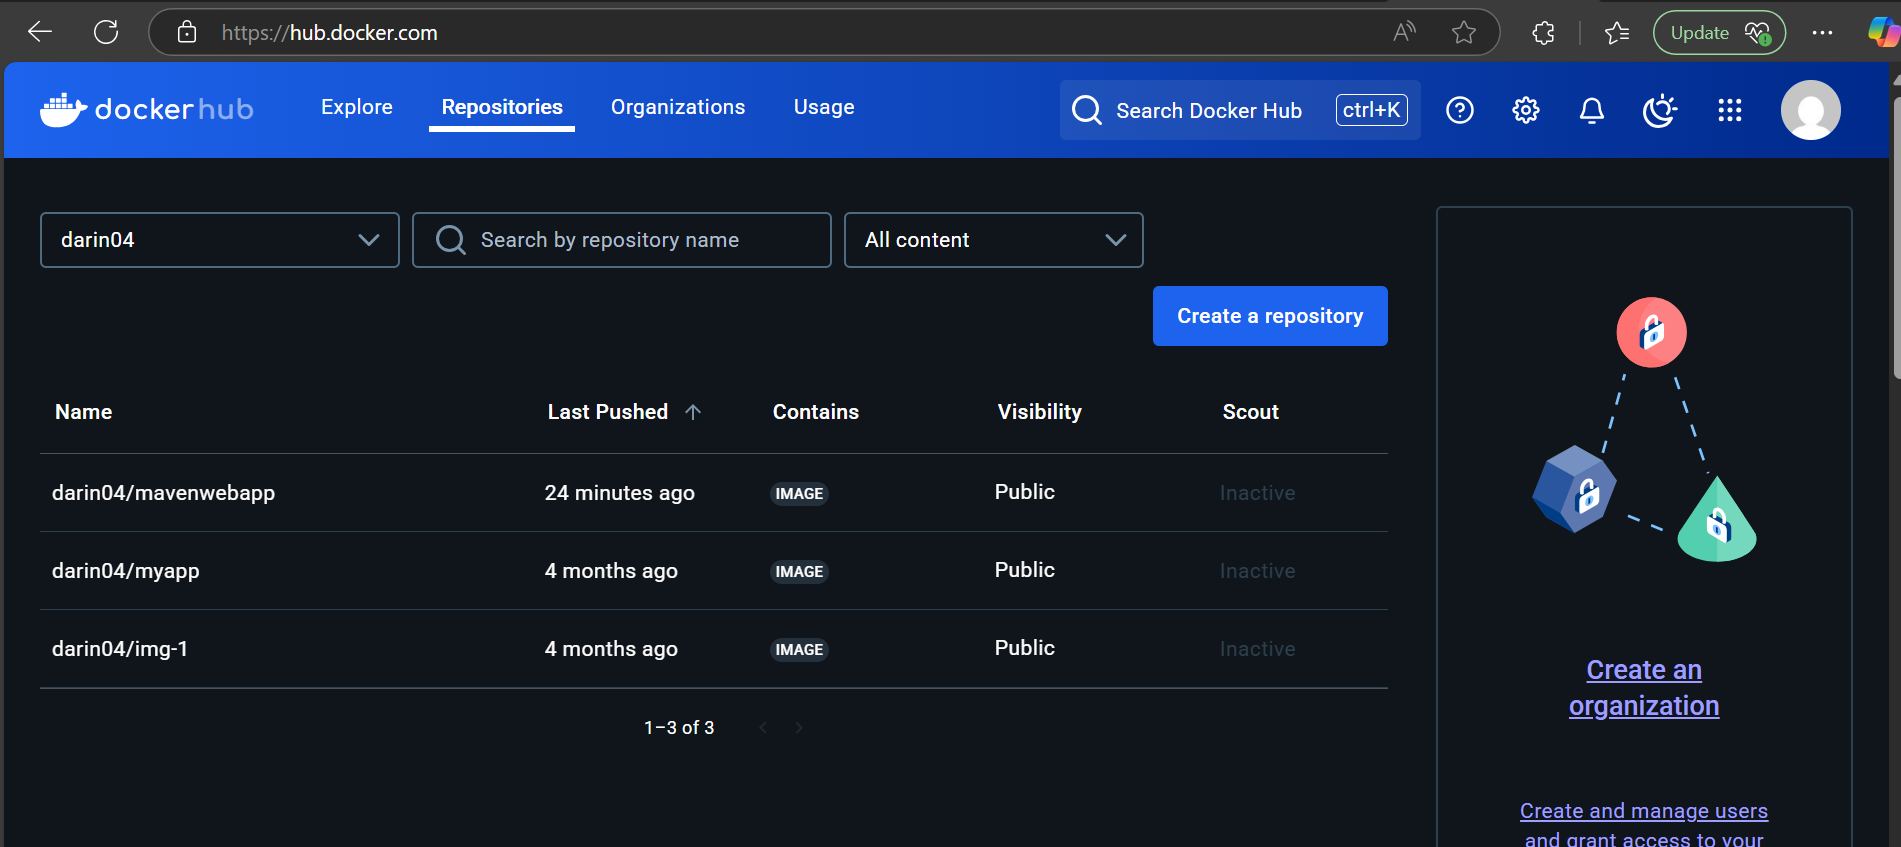 https://hub.docker.com
Update
dockerhub
Explore
Repositories
Organizations
Usage
Search Docker Hub
ctrl+K
darin04
Search by repository name
All content
Create a repository
Name Last Pushed Contains Visibility Scout
darin04/mavenwebapp 24 minutes ago IMAGE Public Inactive
darin04/myapp 4 months ago IMAGE Public Inactive
darin04/img-1 4 months ago IMAGE Public Inactive
1–3 of 3
Create an
organization
Create and manage users
and grant access to your